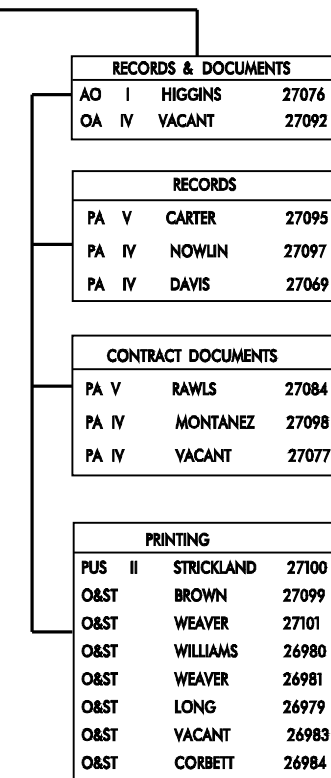 RECORDS & DOCUMENTS
AO I HIGGINS 27076
OA IV VACANT 27092
RECORDS
PA V CARTER 27095
PA IV NOWLIN 27097
PA IV DAVIS 27069
CONTRACT DOCUMENTS
PA V RAWLS 27084
PA IV MONTANEZ 27098
PA IV VACANT 27077
PRINTING
PUS II STRICKLAND 27100
O&ST BROWN 27099
O&ST WEAVER 27101
O&ST WILLIAMS 26980
O&ST WEAVER 26981
O&ST LONG 26979
O&ST VACANT 26983
O&ST CORBETT 26984